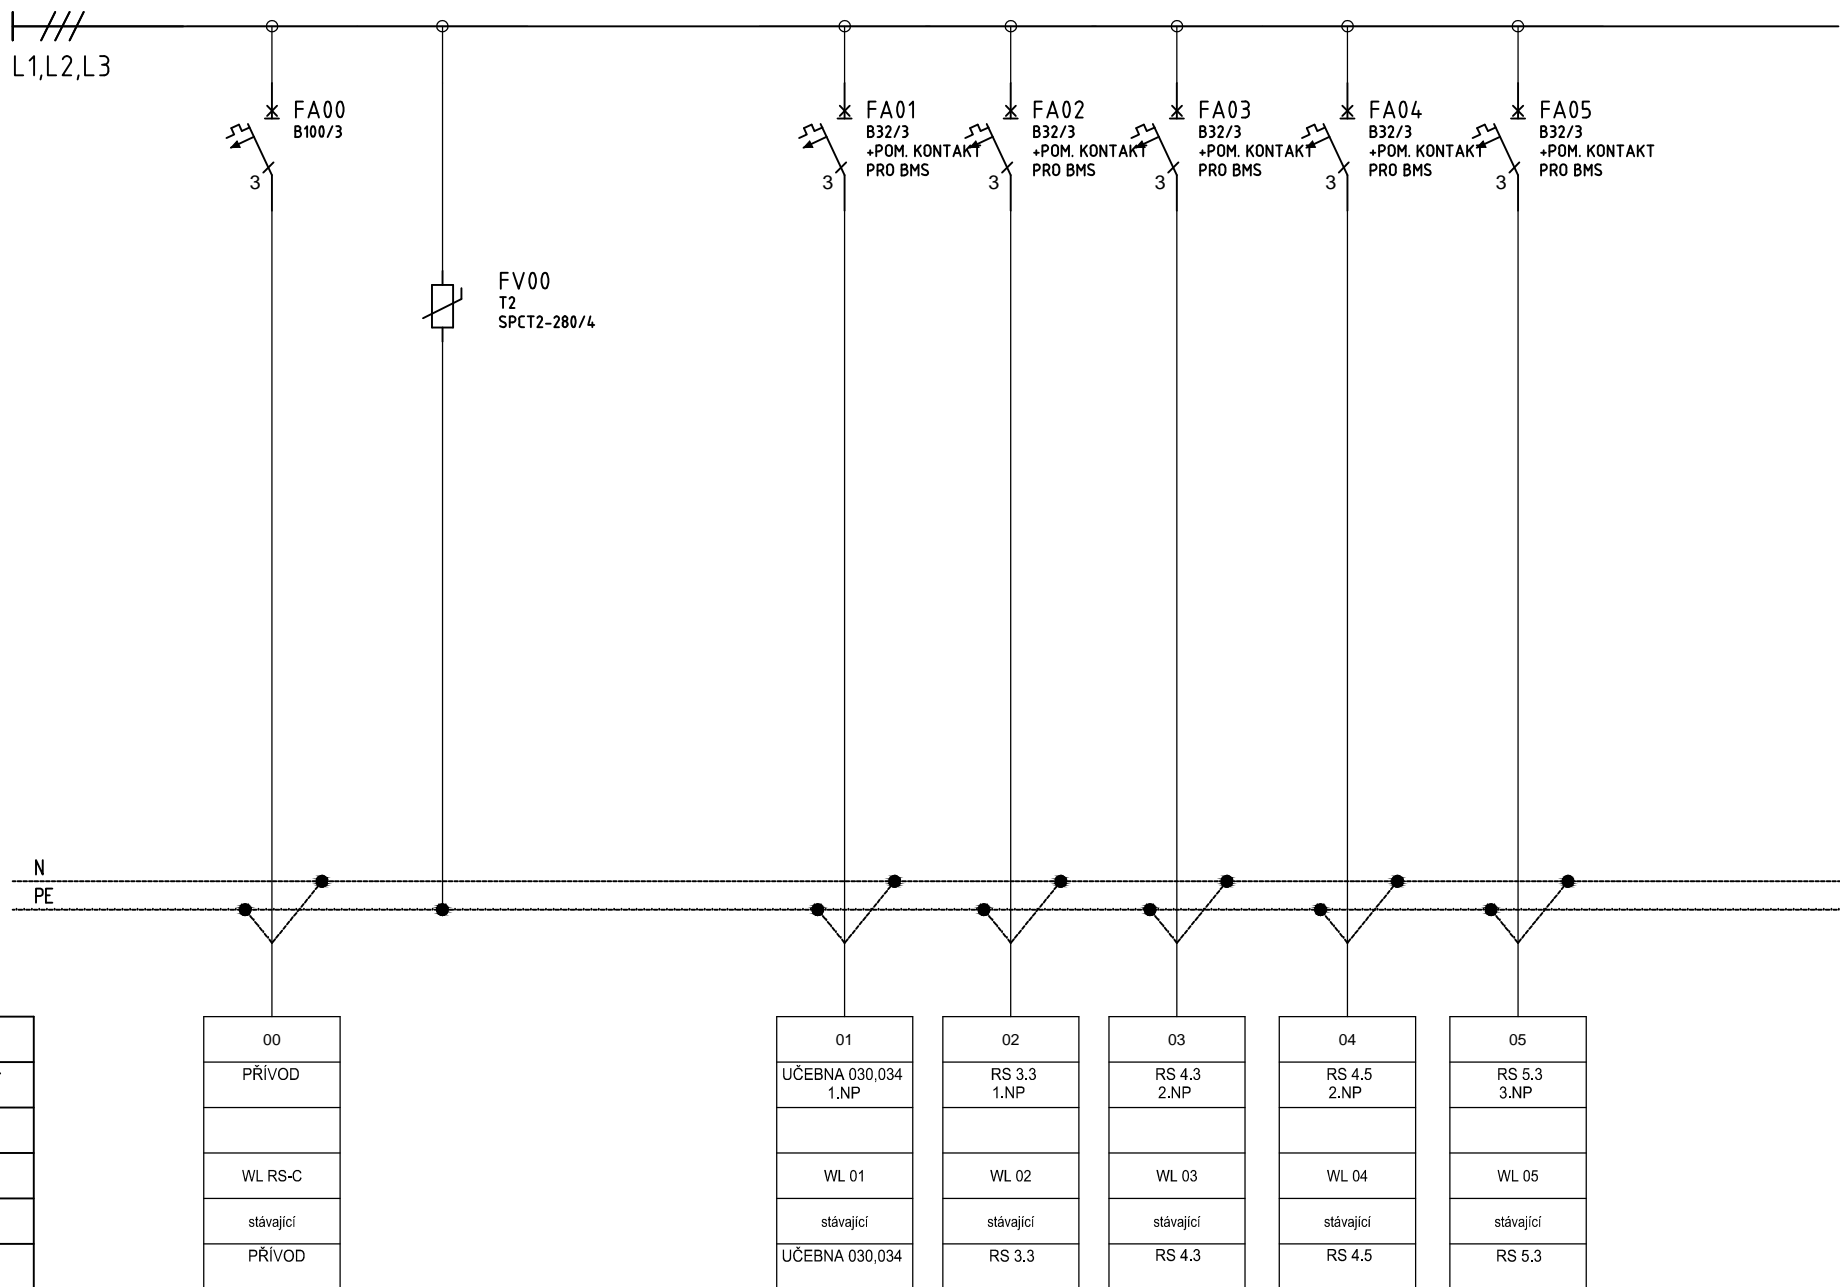 L1,L2,L3
FA00
B100/3
3
FV00
T2
SPCT2-280/4
FA01
B32/3
+POM. KONTAKT
PRO BMS
3
FA02
B32/3
+POM. KONTAKT
PRO BMS
3
FA03
B32/3
+POM. KONTAKT
PRO BMS
3
FA04
B32/3
+POM. KONTAKT
PRO BMS
3
FA05
B32/3
+POM. KONTAKT
PRO BMS
3
N
PE
00
PŘÍVOD
WL RS-C
stávající
PŘÍVOD
01
UČEBNA 030,034
1.NP
WL 01
stávající
UČEBNA 030,034
02
RS 3.3
1.NP
WL 02
stávající
RS 3.3
03
RS 4.3
2.NP
WL 03
stávající
RS 4.3
04
RS 4.5
2.NP
WL 04
stávající
RS 4.5
05
RS 5.3
3.NP
WL 05
stávající
RS 5.3